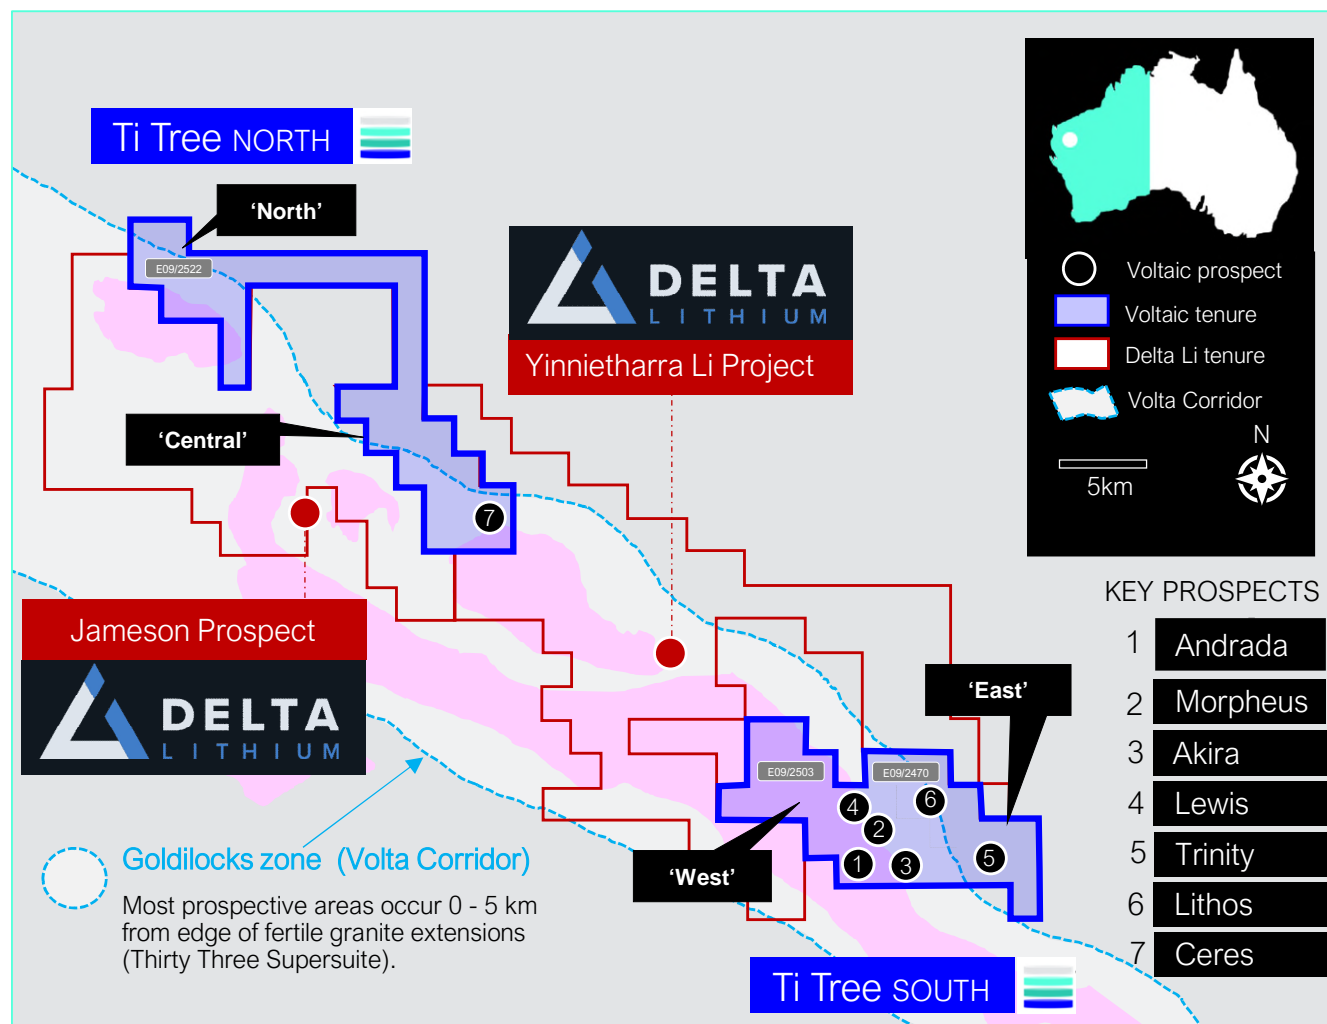 Ti Tree NORTH
'North'
E09/2522
DELTA
LITHIUM
Yinnietharra Li Project
Voltaic prospect
Voltaic tenure
Delta Li tenure
Volta Corridor
N
5km
'Central'
7
Jameson Prospect
DELTA
LITHIUM
KEY PROSPECTS
1 Andrada
2 Morpheus
3 Akira
4 Lewis
5 Trinity
6 Lithos
7 Ceres
'East'
E09/2503
E09/2470
4
6
2
1
3
5
'West'
Goldilocks zone (Volta Corridor)
Most prospective areas occur 0 - 5 km
from edge of fertile granite extensions
(Thirty Three Supersuite).
Ti Tree SOUTH